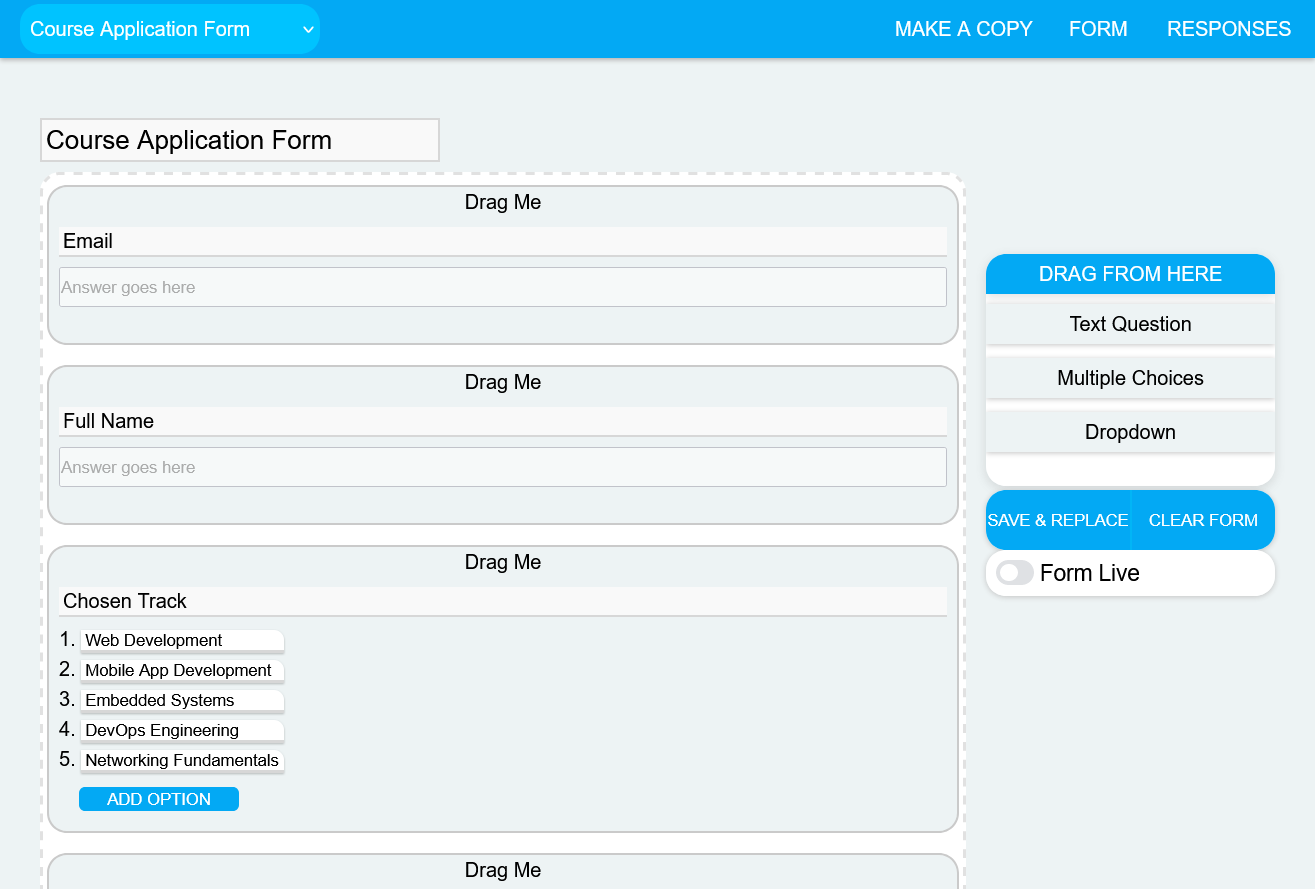 Course Application Form
MAKE A COPY
FORM
RESPONSES
Course Application Form
Drag Me
Email
Answer goes here
Drag Me
Full Name
Answer goes here
Drag Me
Chosen Track
1. Web Development
2. Mobile App Development
3. Embedded Systems
4. DevOps Engineering
5. Networking Fundamentals
ADD OPTION
Drag Me
DRAG FROM HERE
Text Question
Multiple Choices
Dropdown
SAVE & REPLACE
CLEAR FORM
Form Live